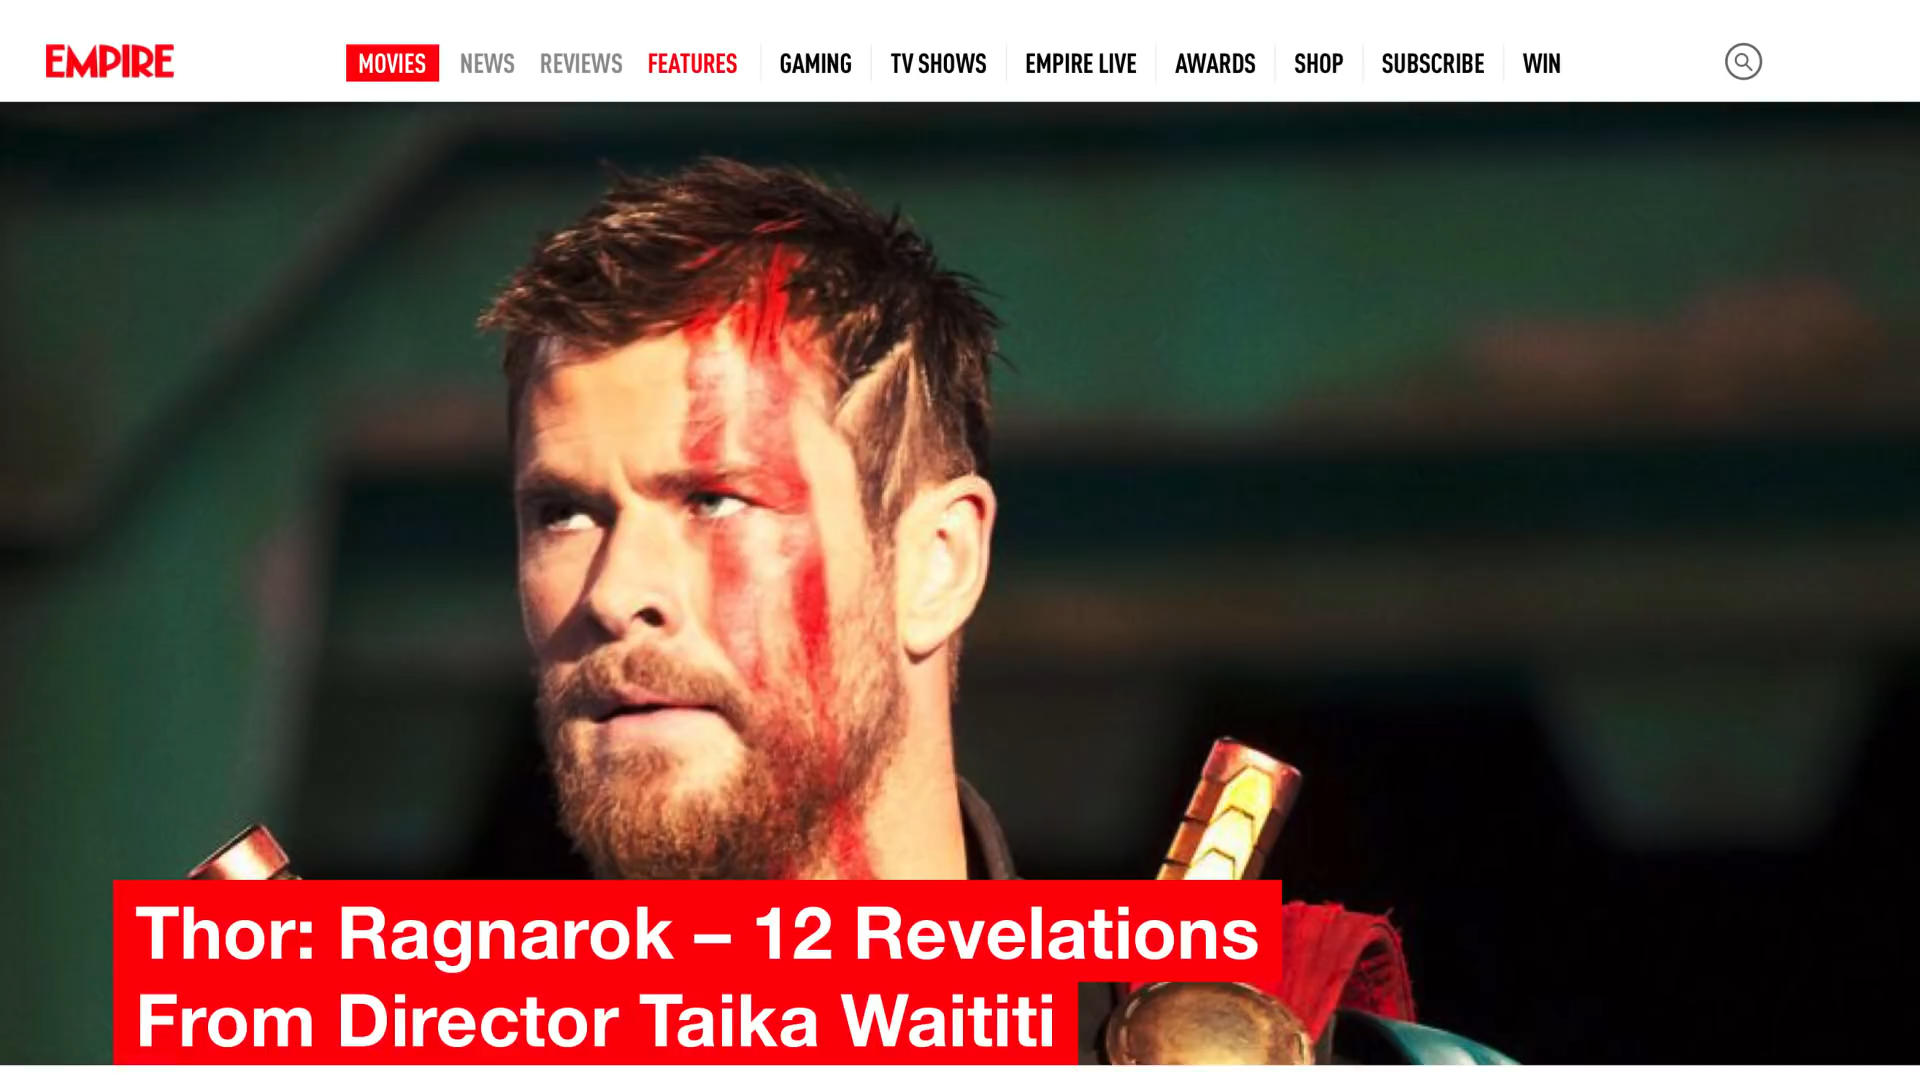 EMPIRE
MOVIES NEWS REVIEWS FEATURES GAMING TV SHOWS EMPIRE LIVE AWARDS SHOP SUBSCRIBE WIN
Thor: Ragnarok – 12 Revelations
From Director Taika Waititi